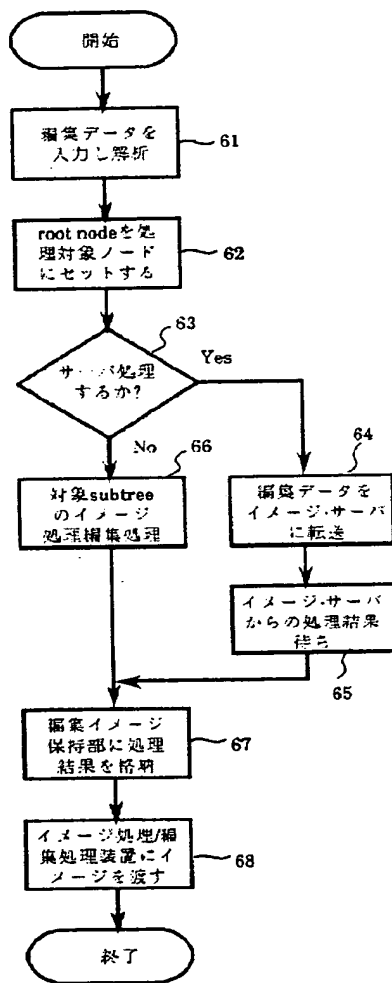 開始
編集データを
入力し解析
61
root nodeを処
理対象ノード
にセットする
62
63
サーバ処理
するか?
Yes
No
66
64
対象subtree
のイメージ
処理編集処理
編集データを
イメージ·サーバ
に転送
イメージ·サーバ
からの処理結果
待ち
65
編集イメージ
保持部に処理
結果を格納
67
イメージ処理/編
集処理装置にイ
メージを渡す
68
終了